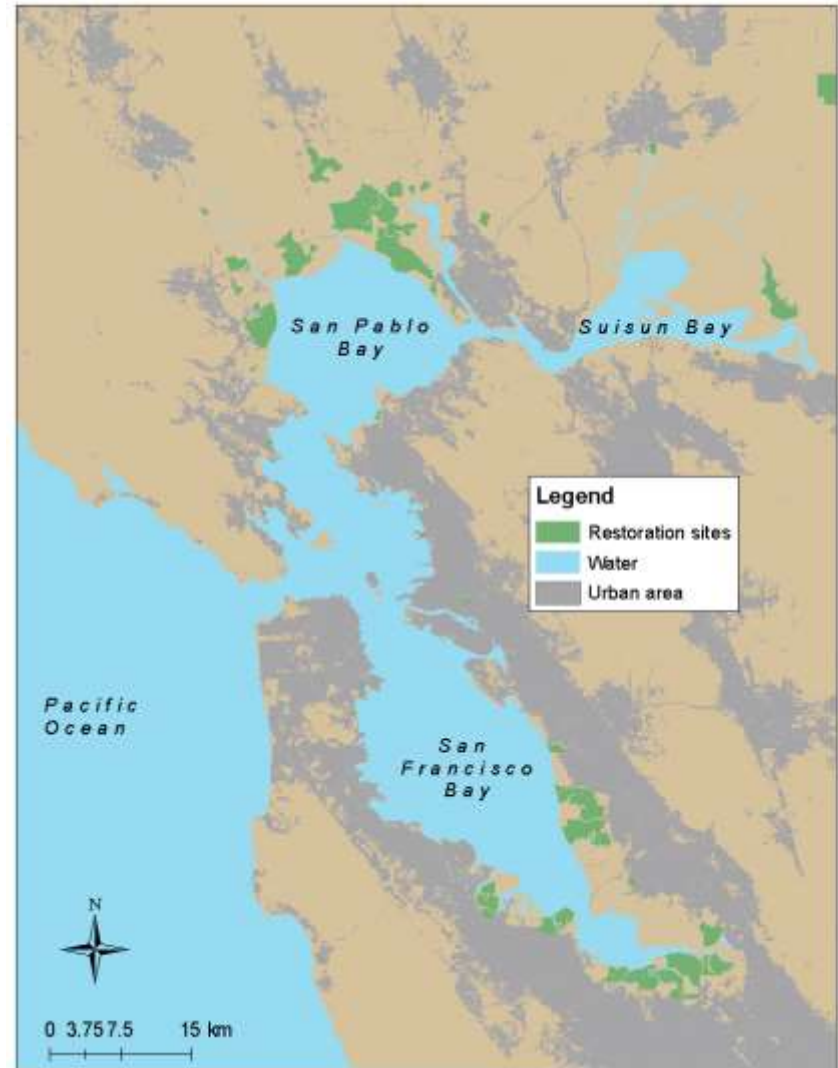 San Pablo
Bay
Suisun Bay
Legend
Restoration sites
Water
Urban area
Pacific
Ocean
San
Francisco
Bay
N
0 3.75 7.5 15 km